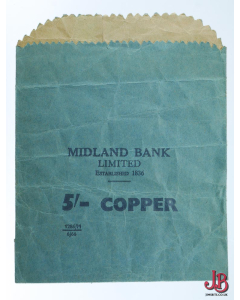 MIDLAND BANK
LIMITED
ESTABLISHED 1836
5/- COPPER
JB